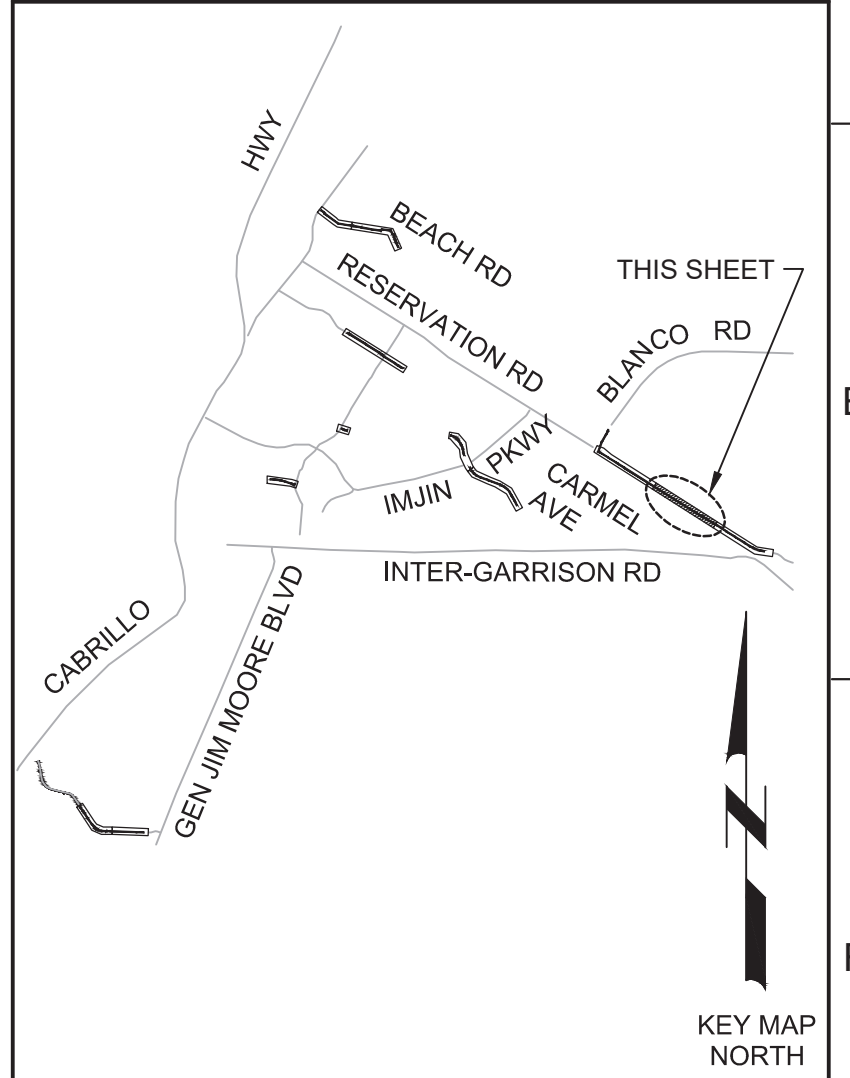 HWY
BEACH RD
THIS SHEET
RESERVATION RD
BLANCO RD
PKWY
CARMEL
AVE
IMJIN
INTER-GARRISON RD
CABRILLO
GEN JIM MOORE BLVD
KEY MAP
NORTH